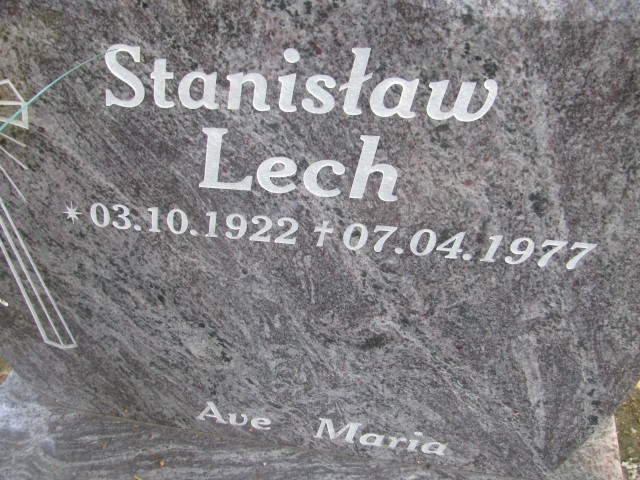 Stanisław
Lech
* 03.10.1922 † 07.04.1977
Ave Maria